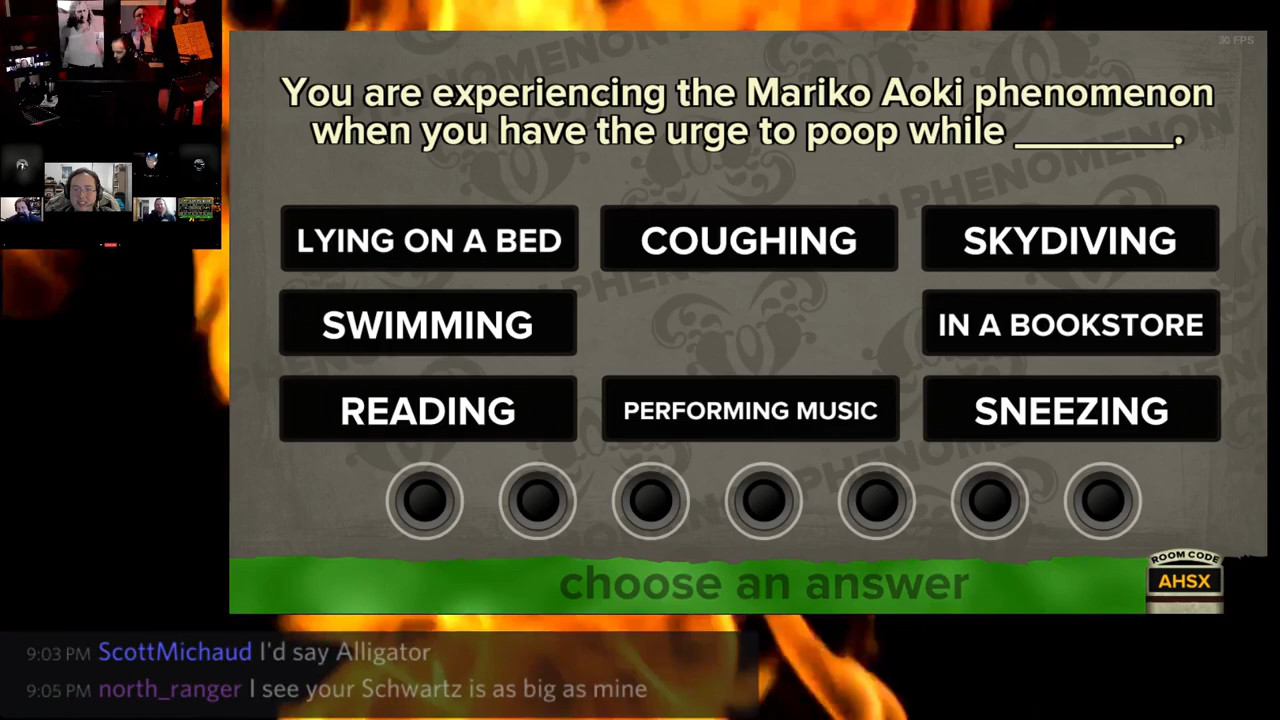 30 FPS
You are experiencing the Mariko Aoki phenomenon
when you have the urge to poop while ________.
LYING ON A BED
COUGHING
SKYDIVING
SWIMMING
IN A BOOKSTORE
READING
PERFORMING MUSIC
SNEEZING
choose an answer
ROOM CODE
AHSX
9:03 PM ScottMichaud I'd say Alligator
9:05 PM north_ranger I see your Schwartz is as big as mine